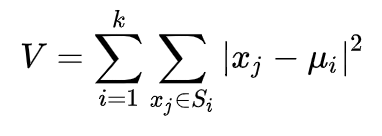 V = \sum_{i=1}^{k} \sum_{x_j \in S_i} |x_j - \mu_i|^2